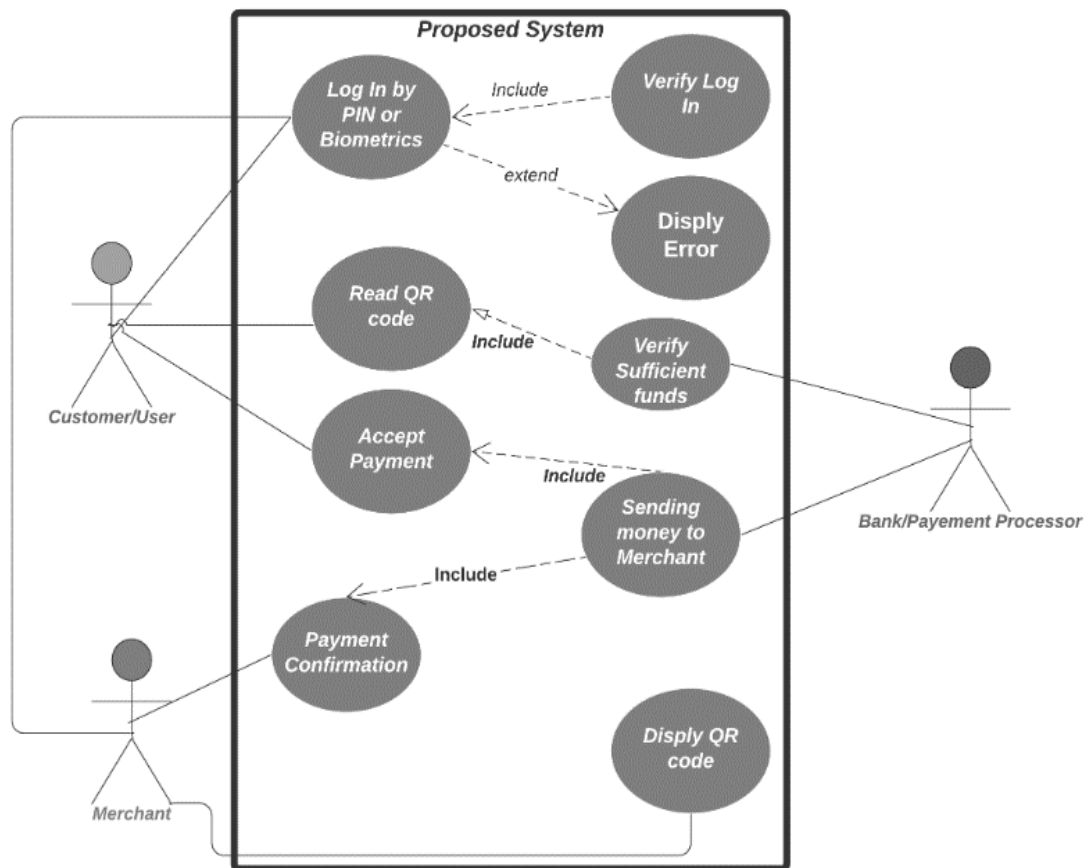 Proposed System
Log In by
PIN or
Biometrics
Include
Verify Log
In
extend
Disply
Error
Read QR
code
Include
Verify
Sufficient
funds
Customer/User
Accept
Payment
Include
Sending
money to
Merchant
Bank/Payement Processor
Include
Payment
Confirmation
Disply QR
code
Merchant